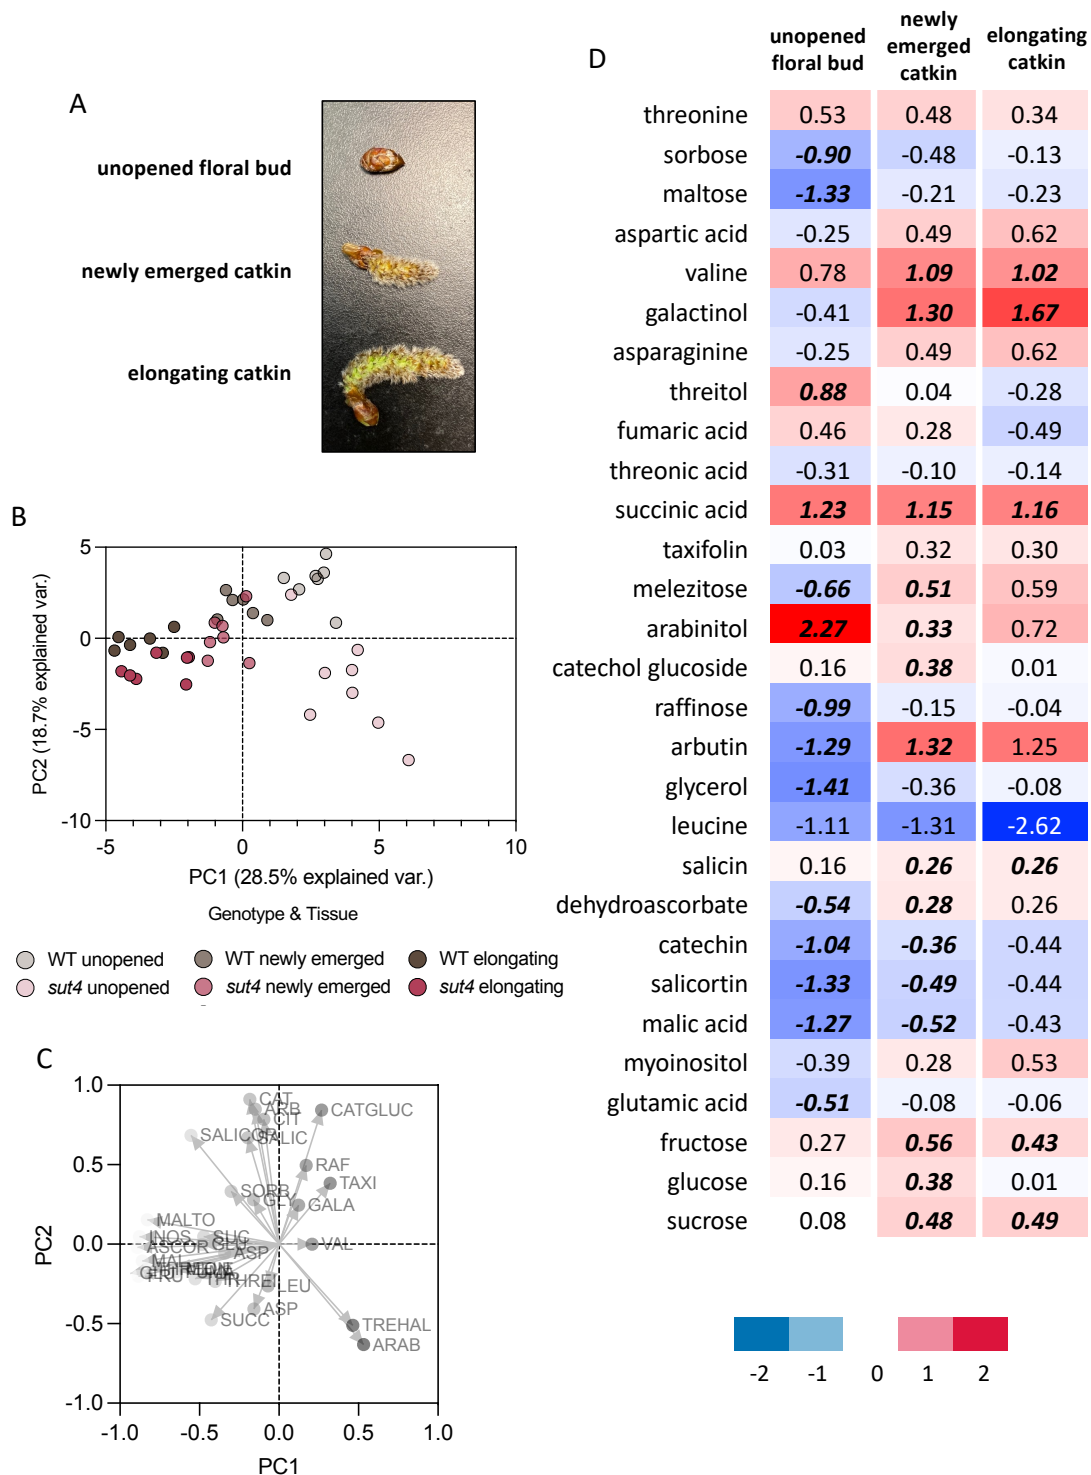 A
unopened floral bud
newly emerged catkin
elongating catkin
B
PC2 (18.7% explained var.)
5
0
-5
-10
-5
0
5
10
PC1 (28.5% explained var.)
Genotype & Tissue
WT unopened WT newly emerged WT elongating
sut4 unopened sut4 newly emerged sut4 elongating
C
PC2
1.0
0.5
0.0
-0.5
-1.0
CAT
ARB
CIT
CATGLUC
SALICOR
SALIC
RAF
TAXI
SORB
GLY
GALA
MALTO
INOS
SUC
GLU
VAL
ASCOR
ASP
MAL
FRU
THREI
LEU
ASP
SUCC
TREHAL
ARAB
-1.0 -0.5 0.0 0.5 1.0
PC1
D
unopened floral bud
newly emerged catkin
elongating catkin
threonine 0.53 0.48 0.34
sorbose -0.90 -0.48 -0.13
maltose -1.33 -0.21 -0.23
aspartic acid -0.25 0.49 0.62
valine 0.78 1.09 1.02
galactinol -0.41 1.30 1.67
asparaginine -0.25 0.49 0.62
threitol 0.88 0.04 -0.28
fumaric acid 0.46 0.28 -0.49
threonic acid -0.31 -0.10 -0.14
succinic acid 1.23 1.15 1.16
taxifolin 0.03 0.32 0.30
melezitose -0.66 0.51 0.59
arabinitol 2.27 0.33 0.72
catechol glucoside 0.16 0.38 0.01
raffinose -0.99 -0.15 -0.04
arbutin -1.29 1.32 1.25
glycerol -1.41 -0.36 -0.08
leucine -1.11 -1.31 -2.62
salicin 0.16 0.26 0.26
dehydroascorbate -0.54 0.28 0.26
catechin -1.04 -0.36 -0.44
salicortin -1.33 -0.49 -0.44
malic acid -1.27 -0.52 -0.43
myoinositol -0.39 0.28 0.53
glutamic acid -0.51 -0.08 -0.06
fructose 0.27 0.56 0.43
glucose 0.16 0.38 0.01
sucrose 0.08 0.48 0.49
-2 -1 0 1 2